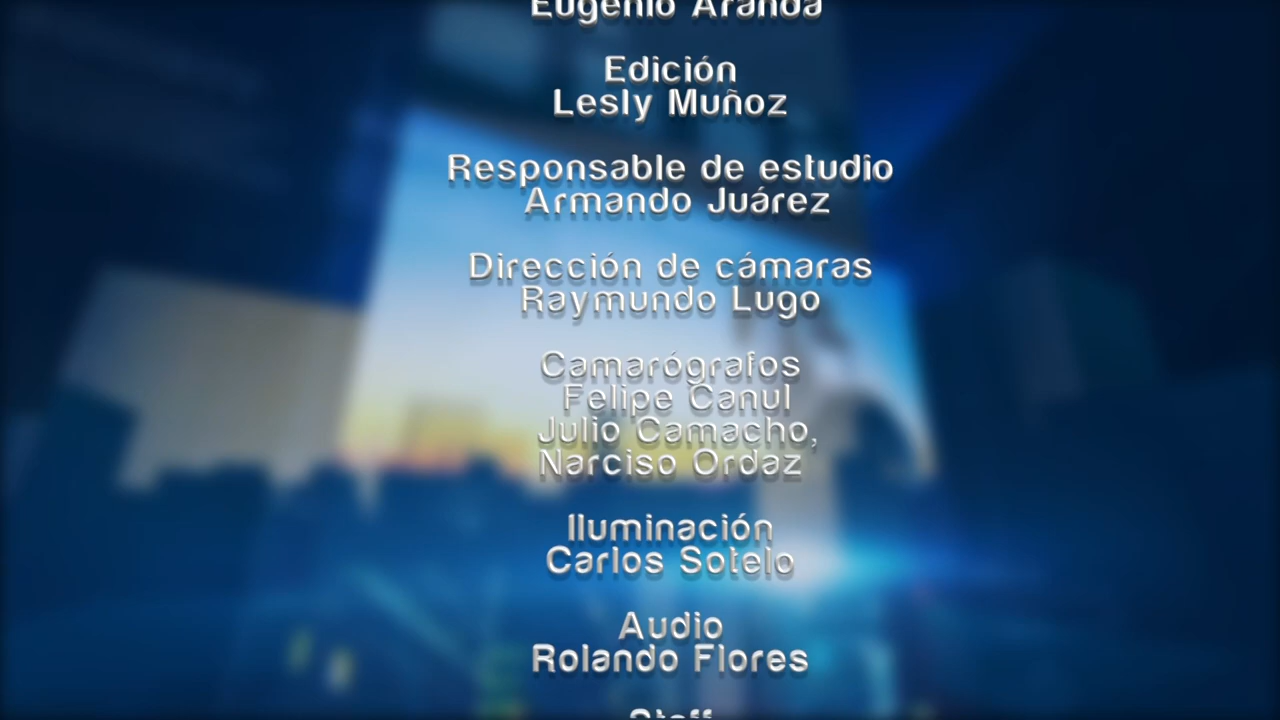 Eugenio Aranda
Edición
Lesly Muñoz
Responsable de estudio
Armando Juárez
Dirección de cámaras
Raymundo Lugo
Camarógrafos
Felipe Canul
Julio Camacho,
Narciso Ordaz
Iluminación
Carlos Sotelo
Audio
Rolando Flores
Staff